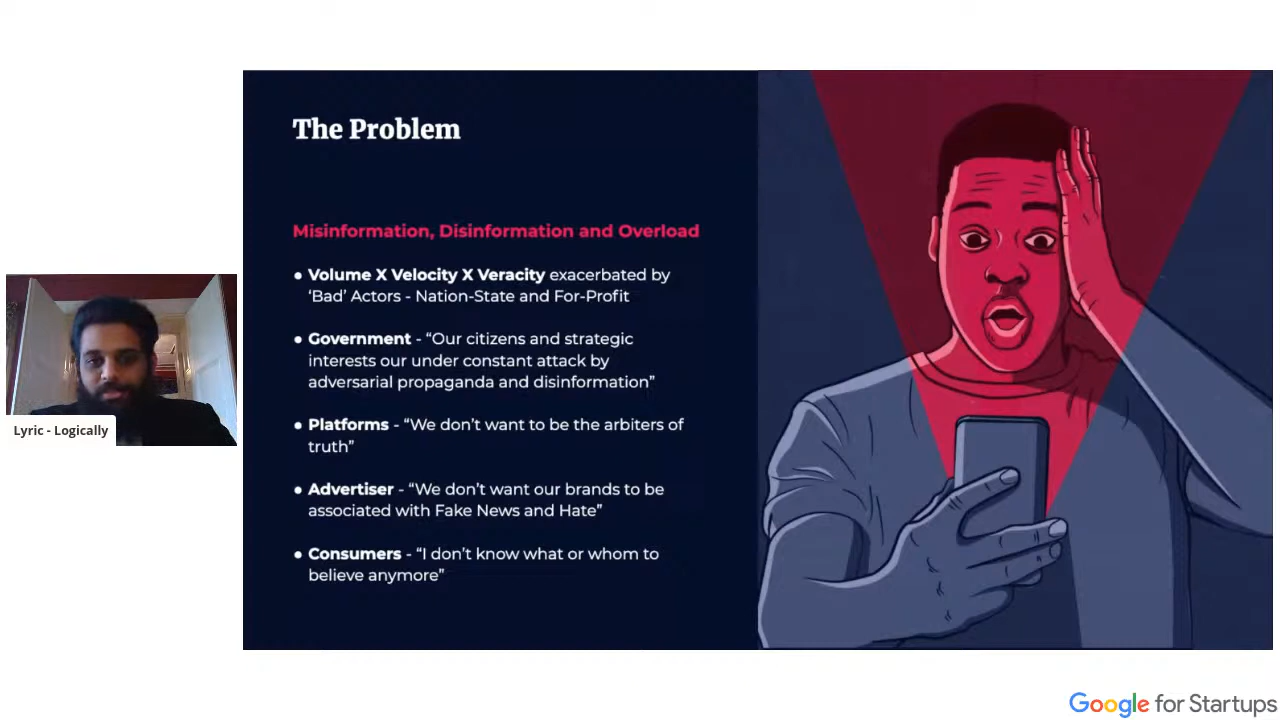 The Problem
Misinformation, Disinformation and Overload
• Volume X Velocity X Veracity exacerbated by
‘Bad’ Actors - Nation-State and For-Profit
• Government - “Our citizens and strategic
interests our under constant attack by
adversarial propaganda and disinformation”
• Platforms - “We don’t want to be the arbiters of
truth”
• Advertiser - “We don’t want our brands to be
associated with Fake News and Hate”
• Consumers - “I don’t know what or whom to
believe anymore”
Lyric - Logically
Google for Startups